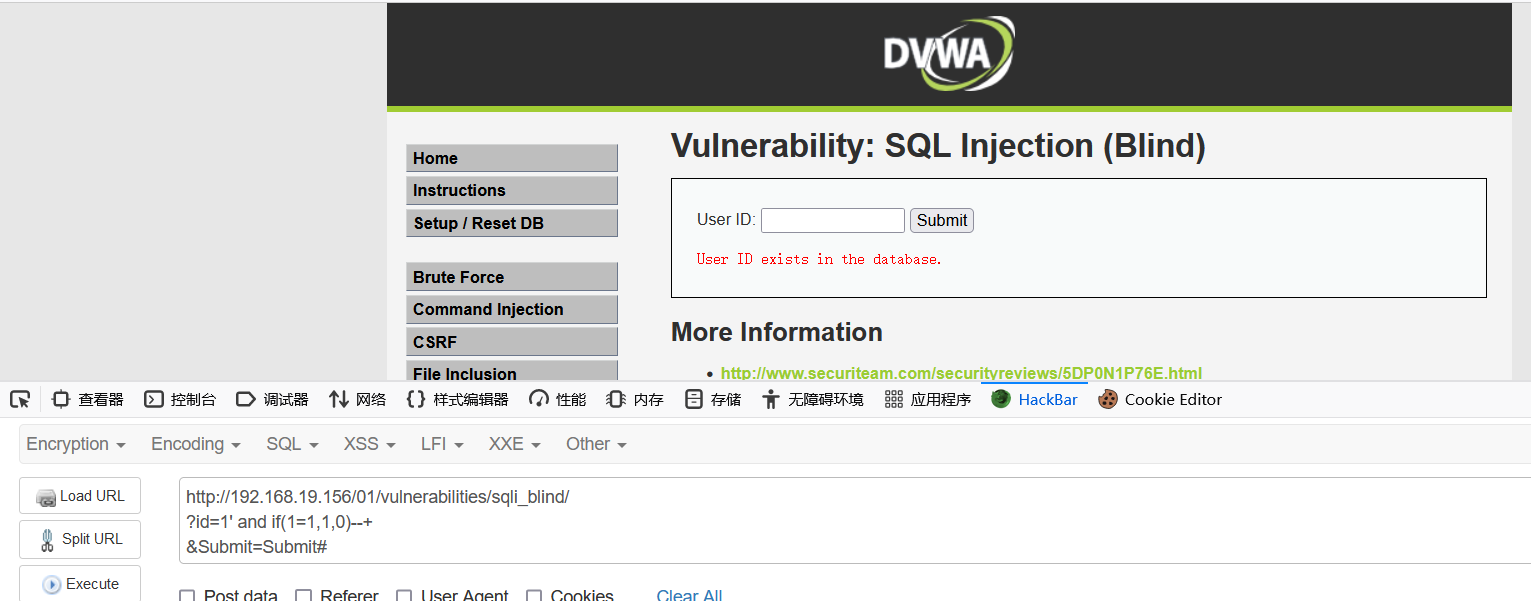 DVWA
Vulnerability: SQL Injection (Blind)
Home
Instructions
Setup / Reset DB
Brute Force
Command Injection
CSRF
File Inclusion
User ID:
Submit
User ID exists in the database.
More Information
• http://www.securiteam.com/securityreviews/5DP0N1P76E.html
查看器 控制台 调试器 网络 样式编辑器 性能 内存 存储 无障碍环境 应用程序 HackBar Cookie Editor
Encryption Encoding SQL XSS LFI XXE Other
Load URL
Split URL
Execute
http://192.168.19.156/01/vulnerabilities/sqli_blind/
?id=1' and if(1=1,1,0)--+
&Submit=Submit#
Post data Referer User Agent Cookies Clear All